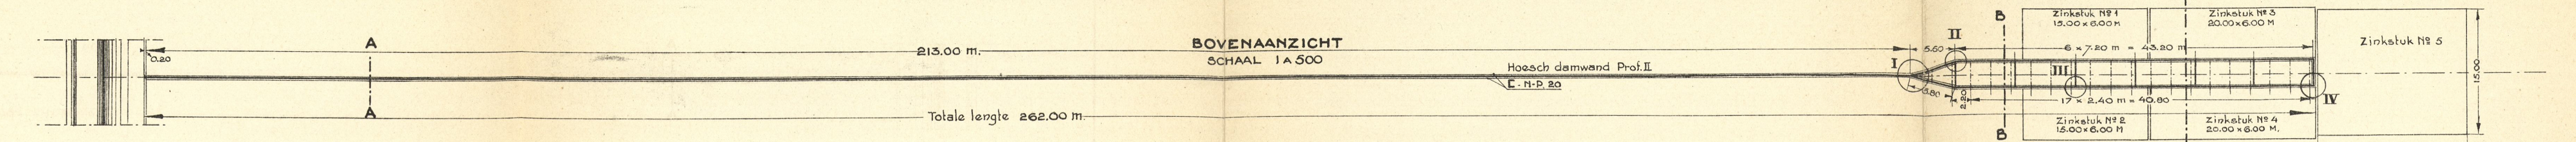 A
0.20
213.00 m.
BOVENAANZICHT
SCHAAL 1 A 500
Hoesch damwand Prof. II
[ - N-P. 20
A
Totale lengte 262.00 m.
I
5.60
II
5.80
2.20
B
Zinkstuk Nº 1
15.00 x 6.00 M
Zinkstuk Nº 3
20.00 x 6.00 M
6 x 7.20 m = 43.20 m
III
17 x 2.40 m = 40.80
IV
B
Zinkstuk Nº 2
15.00 x 6.00 M
Zinkstuk Nº 4
20.00 x 6.00 M.
Zinkstuk Nº 5
15.00